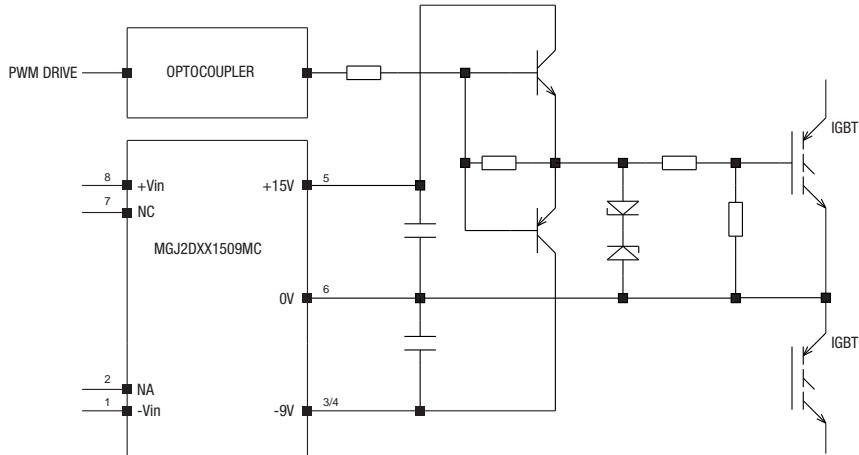 PWM DRIVE
OPTOCOUPLER
IGBT
8
+Vin
+15V
5
7
NC
MGJ2DXX1509MC
0V
6
IGBT
2
NA
1
-Vin
-9V
3/4